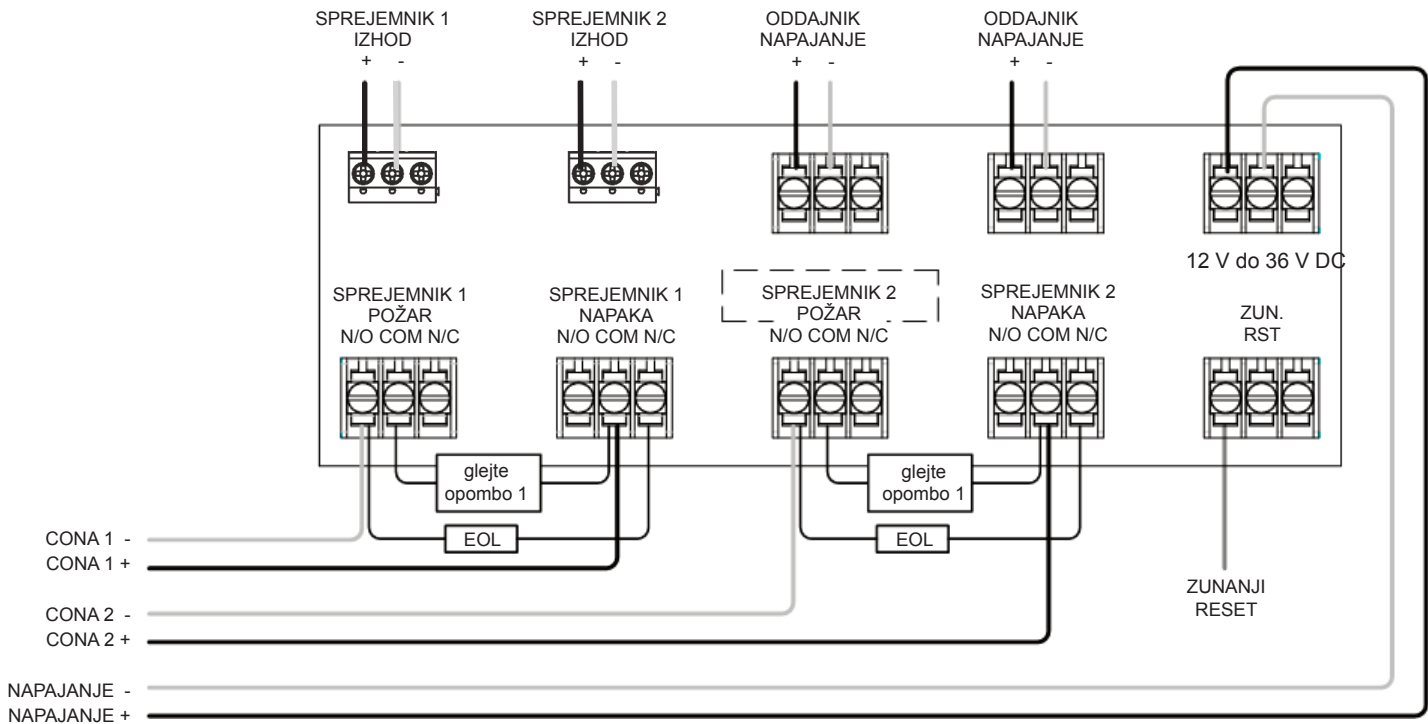 SPREJEMNIK 1
IZHOD
+ -
SPREJEMNIK 2
IZHOD
+ -
ODDAJNIK
NAPAJANJE
+ -
ODDAJNIK
NAPAJANJE
+ -
12 V do 36 V DC
SPREJEMNIK 1
POŽAR
N/O COM N/C
SPREJEMNIK 1
NAPAKA
N/O COM N/C
SPREJEMNIK 2
POŽAR
N/O COM N/C
SPREJEMNIK 2
NAPAKA
N/O COM N/C
ZUN.
RST
glejte
opombo 1
EOL
glejte
opombo 1
EOL
CONA 1 -
CONA 1 +
CONA 2 -
CONA 2 +
ZUNANJI
RESET
NAPAJANJE -
NAPAJANJE +